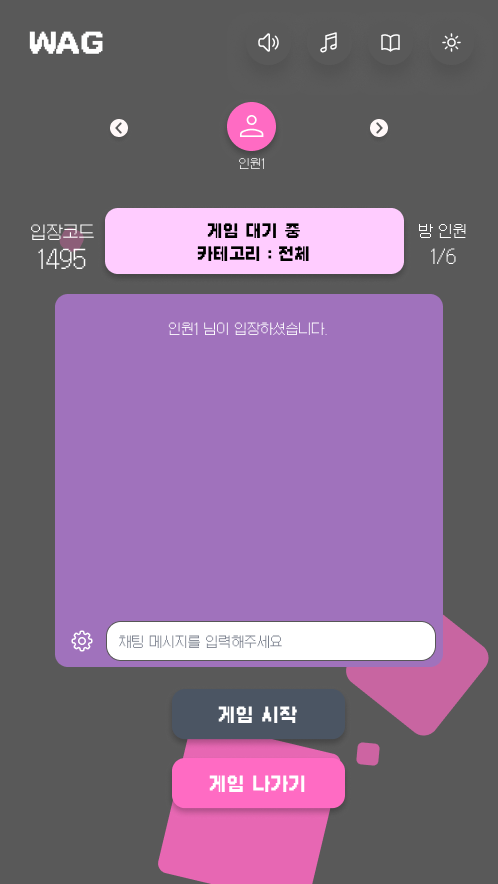 WAG
인원1
입장코드
1495
게임 대기 중
카테고리 : 전체
방 인원
1/6
인원1 님이 입장하셨습니다.
채팅 메시지를 입력해주세요
게임 시작
게임 나가기